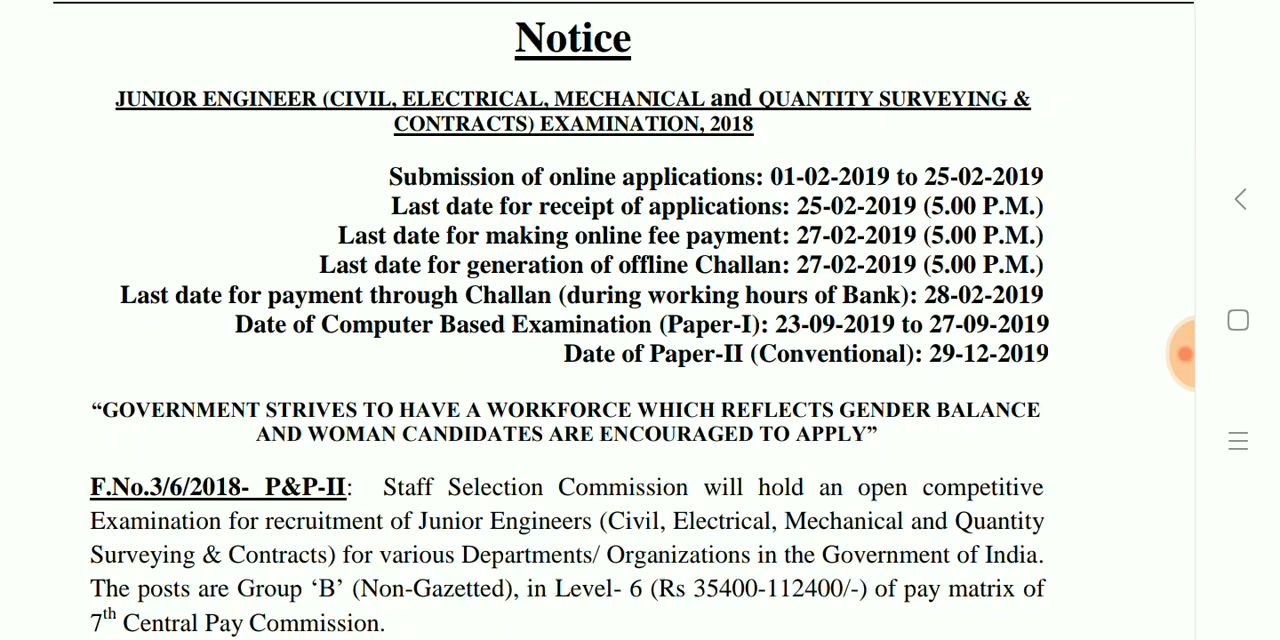 Notice
JUNIOR ENGINEER (CIVIL, ELECTRICAL, MECHANICAL and QUANTITY SURVEYING &
CONTRACTS) EXAMINATION, 2018
Submission of online applications: 01-02-2019 to 25-02-2019
Last date for receipt of applications: 25-02-2019 (5.00 P.M.)
Last date for making online fee payment: 27-02-2019 (5.00 P.M.)
Last date for generation of offline Challan: 27-02-2019 (5.00 P.M.)
Last date for payment through Challan (during working hours of Bank): 28-02-2019
Date of Computer Based Examination (Paper-I): 23-09-2019 to 27-09-2019
Date of Paper-II (Conventional): 29-12-2019
“GOVERNMENT STRIVES TO HAVE A WORKFORCE WHICH REFLECTS GENDER BALANCE
AND WOMAN CANDIDATES ARE ENCOURAGED TO APPLY”
F.No.3/6/2018- P&P-II: Staff Selection Commission will hold an open competitive
Examination for recruitment of Junior Engineers (Civil, Electrical, Mechanical and Quantity
Surveying & Contracts) for various Departments/ Organizations in the Government of India.
The posts are Group ‘B’ (Non-Gazetted), in Level- 6 (Rs 35400-112400/-) of pay matrix of
7th Central Pay Commission.